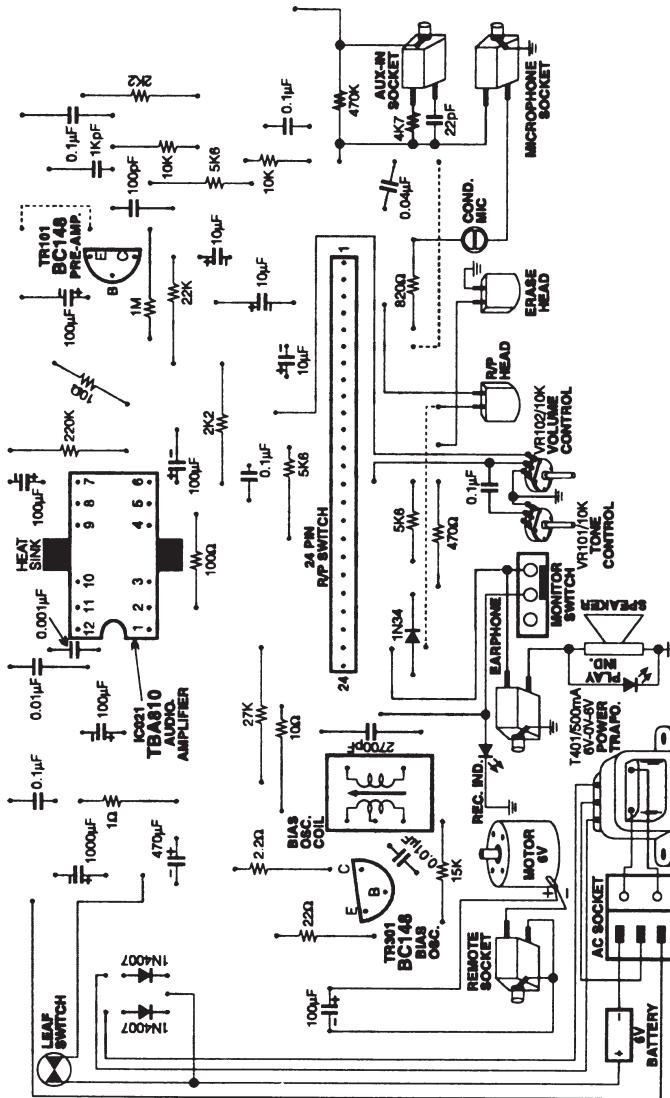 LEAF
SWITCH
1N4007
1N4007
1000µF
0.1µF
0.01µF
0.001µF
HEAT
SINK
100µF
220K
10Ω
100µF
TR101
BC148
PRE-AMP.
E
B
C
0.1µF
1KpF
2K2
100pF
10K
5K6
10K
0.1µF
1Ω
470µF
100µF
IC021
TBA810
AUDIO-
AMPLIFIER
12 11 10 9 8 7
1 2 3 4 5 6
100Ω
100µF
2K2
1M
22K
10µF
10µF
10µF
2.2Ω
22Ω
27K
10Ω
0.1µF
5K6
24 PIN
R/P SWITCH
24
1
BIAS
OSC.
COIL
2700pF
0.01µF
15K
TR301
BC148
BIAS
OSC.
E
B
C
100µF
1N34
5K6
470Ω
820Ω
0.04µF
470K
4K7
22pF
AUX-IN
SOCKET
MICROPHONE
SOCKET
COND.
MIC
ERASE
HEAD
R/P
HEAD
0.1µF
VR102/10K
VOLUME
CONTROL
VR101/10K
TONE
CONTROL
MONITOR
SWITCH
EARPHONE
REC. IND.
MOTOR
6V
+
-
REMOTE
SOCKET
SPEAKER
PLAY
IND.
T401/500mA
6V-0V-6V
POWER
TRAPO.
AC SOCKET
6V
BATTERY
+
-